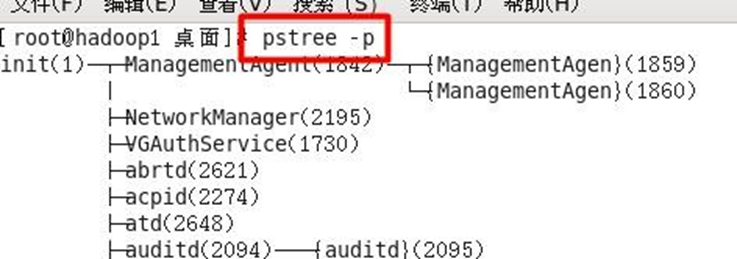 文件(F) 编辑(E) 查看(V) 搜索(S) 终端(T) 帮助(H)
[root@hadoop1 桌面]# pstree -p
init(1)─┬─ManagementAgent(1842)─┬─{ManagementAgen}(1859)
│ └─{ManagementAgen}(1860)
├─NetworkManager(2195)
├─VGAuthService(1730)
├─abrtd(2621)
├─acpid(2274)
├─atd(2648)
├─auditd(2094)───{auditd}(2095)